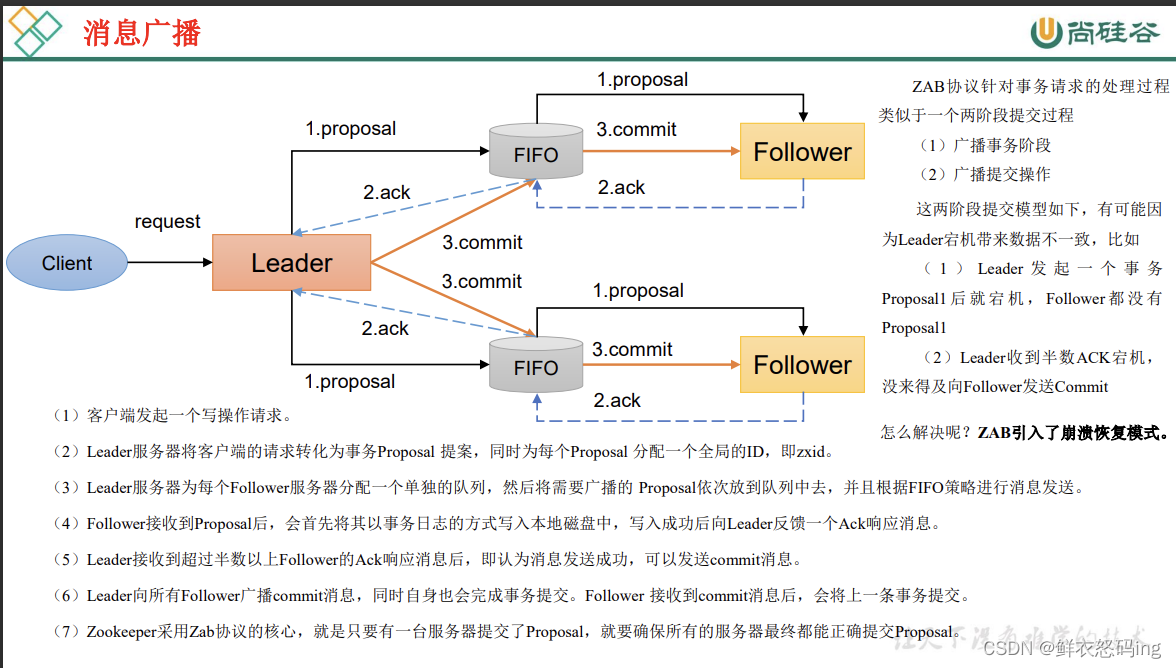 消息广播
尚硅谷
1.proposal
1.proposal
FIFO
3.commit
Follower
2.ack
2.ack
request
Client
Leader
3.commit
3.commit
2.ack
1.proposal
1.proposal
FIFO
3.commit
Follower
2.ack
ZAB协议针对事务请求的处理过程
类似于一个两阶段提交过程
（1）广播事务阶段
（2）广播提交操作
这两阶段提交模型如下，有可能因
为Leader宕机带来数据不一致，比如
（1）Leader发起一个事务
Proposal1后就宕机，Follower都没有
Proposal1
（2）Leader收到半数ACK宕机，
没来得及向Follower发送Commit
怎么解决呢？ZAB引入了崩溃恢复模式。
（1）客户端发起一个写操作请求。
（2）Leader服务器将客户端的请求转化为事务Proposal 提案，同时为每个Proposal 分配一个全局的ID，即zxid。
（3）Leader服务器为每个Follower服务器分配一个单独的队列，然后将需要广播的 Proposal依次放到队列中去，并且根据FIFO策略进行消息发送。
（4）Follower接收到Proposal后，会首先将其以事务日志的方式写入本地磁盘中，写入成功后向Leader反馈一个Ack响应消息。
（5）Leader接收到超过半数以上Follower的Ack响应消息后，即认为消息发送成功，可以发送commit消息。
（6）Leader向所有Follower广播commit消息，同时自身也会完成事务提交。Follower 接收到commit消息后，会将上一条事务提交。
（7）Zookeeper采用Zab协议的核心，就是只要有一台服务器提交了Proposal，就要确保所有的服务器最终都能正确提交Proposal。
CSDN @鲜衣怒码ing